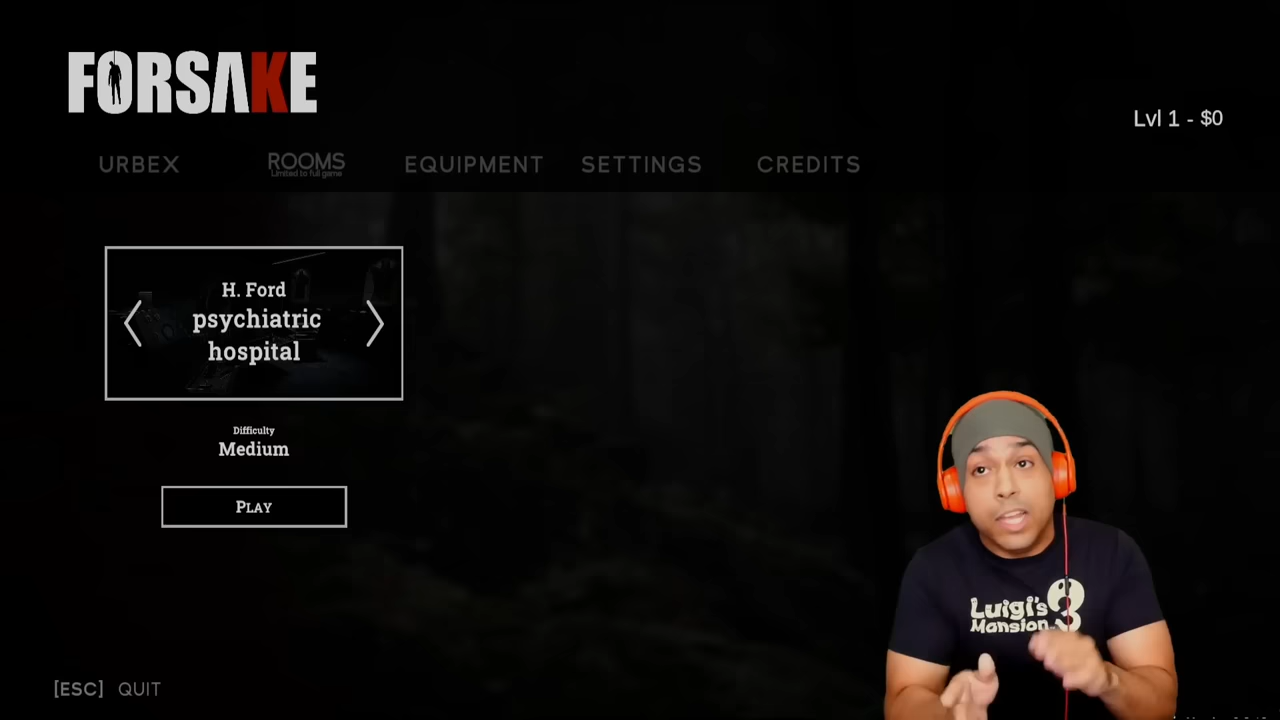 FORSAKE
Lvl 1 - $0
URBEX
ROOMS
Limited to full game
EQUIPMENT
SETTINGS
CREDITS
H. Ford
psychiatric
hospital
Difficulty
Medium
PLAY
Luigi's
Mansion 3
[ESC] QUIT